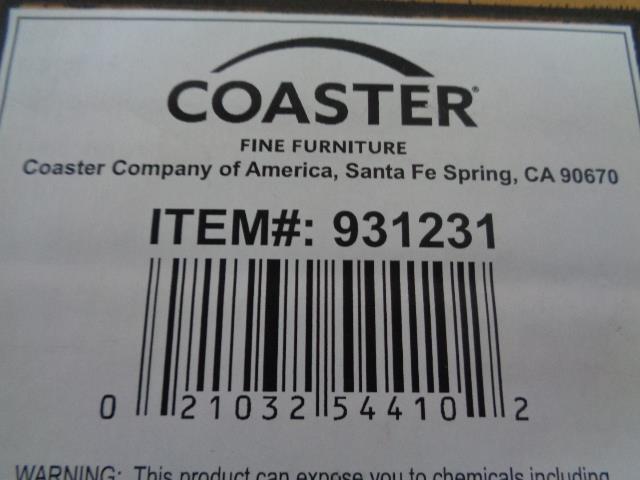 COASTER®
FINE FURNITURE
Coaster Company of America, Santa Fe Spring, CA 90670
ITEM#: 931231
0 21032 54410 2
WARNING: This product can expose you to chemicals including